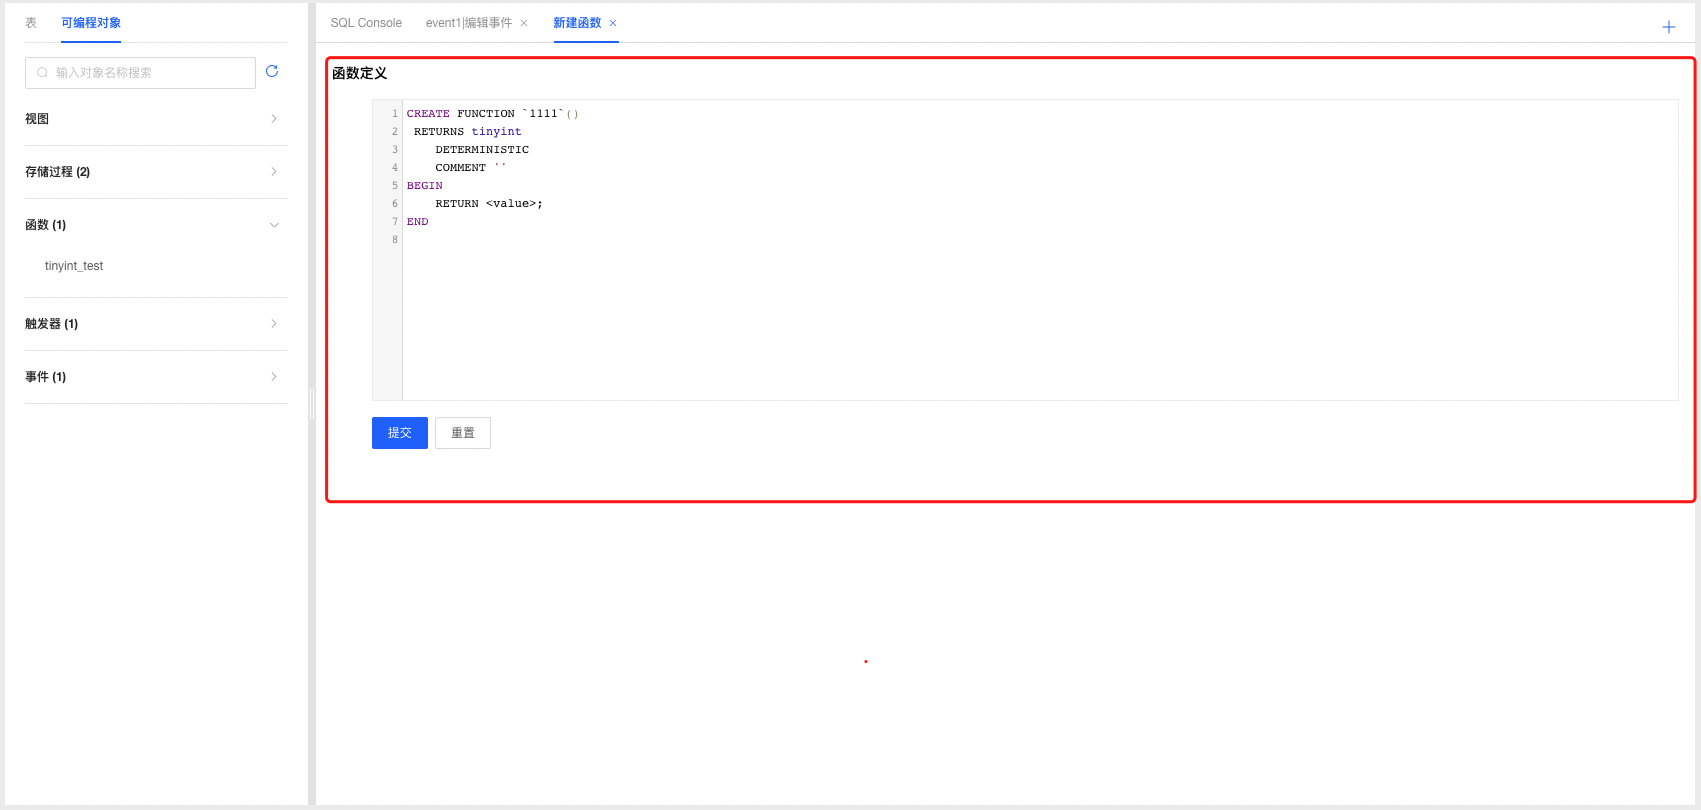 表 可编程对象
输入对象名称搜索
视图
存储过程 (2)
函数 (1)
tinyint_test
触发器 (1)
事件 (1)
SQL Console event1|编辑事件 × 新建函数 ×
函数定义
1 CREATE FUNCTION `1111`()
2 RETURNS tinyint
3 DETERMINISTIC
4 COMMENT ''
5 BEGIN
6 RETURN <value>;
7 END
8
提交 重置